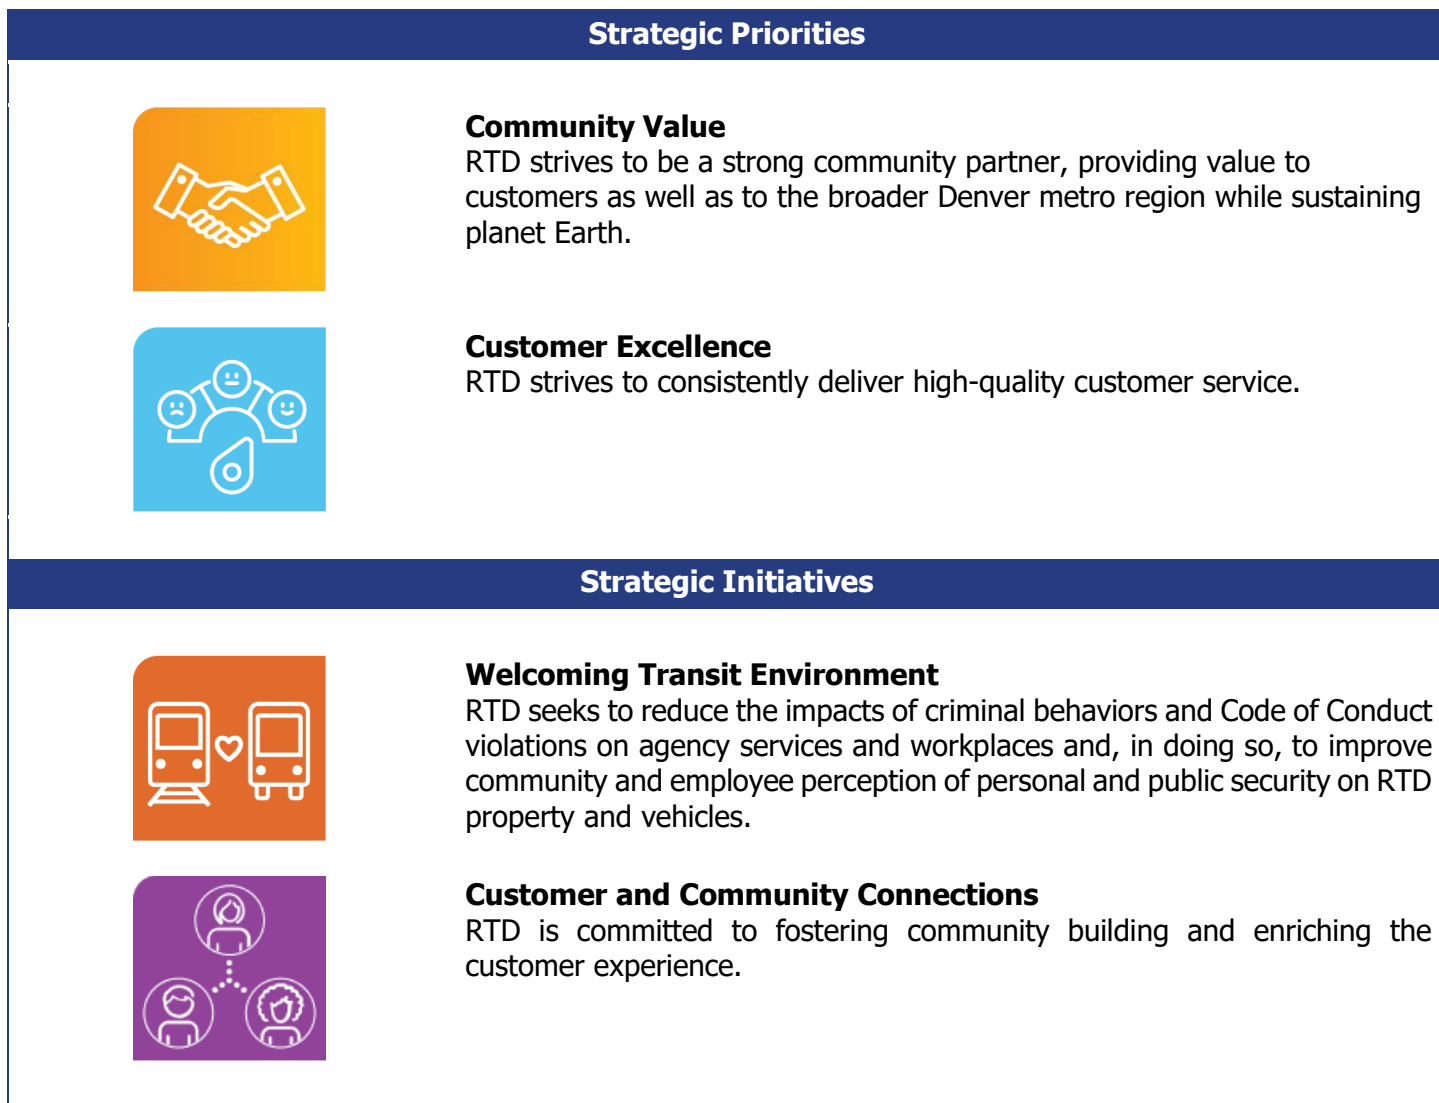 Strategic Priorities
Community Value
RTD strives to be a strong community partner, providing value to
customers as well as to the broader Denver metro region while sustaining
planet Earth.
Customer Excellence
RTD strives to consistently deliver high-quality customer service.
Strategic Initiatives
Welcoming Transit Environment
RTD seeks to reduce the impacts of criminal behaviors and Code of Conduct
violations on agency services and workplaces and, in doing so, to improve
community and employee perception of personal and public security on RTD
property and vehicles.
Customer and Community Connections
RTD is committed to fostering community building and enriching the
customer experience.